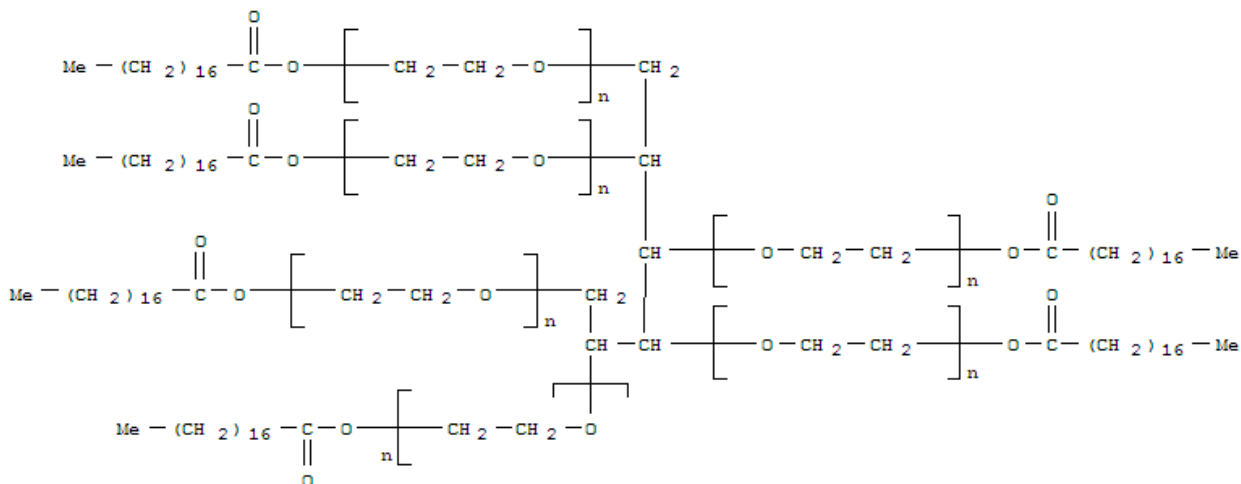 O
Me (CH 2) 16 C O CH 2 CH 2 O n CH 2
O
Me (CH 2) 16 C O CH 2 CH 2 O n CH
O
CH O CH 2 CH 2 n O C (CH 2) 16 Me
O
Me (CH 2) 16 C O CH 2 CH 2 O n CH 2
O
CH CH O CH 2 CH 2 n O C (CH 2) 16 Me
Me (CH 2) 16 C O n CH 2 CH 2 O
O